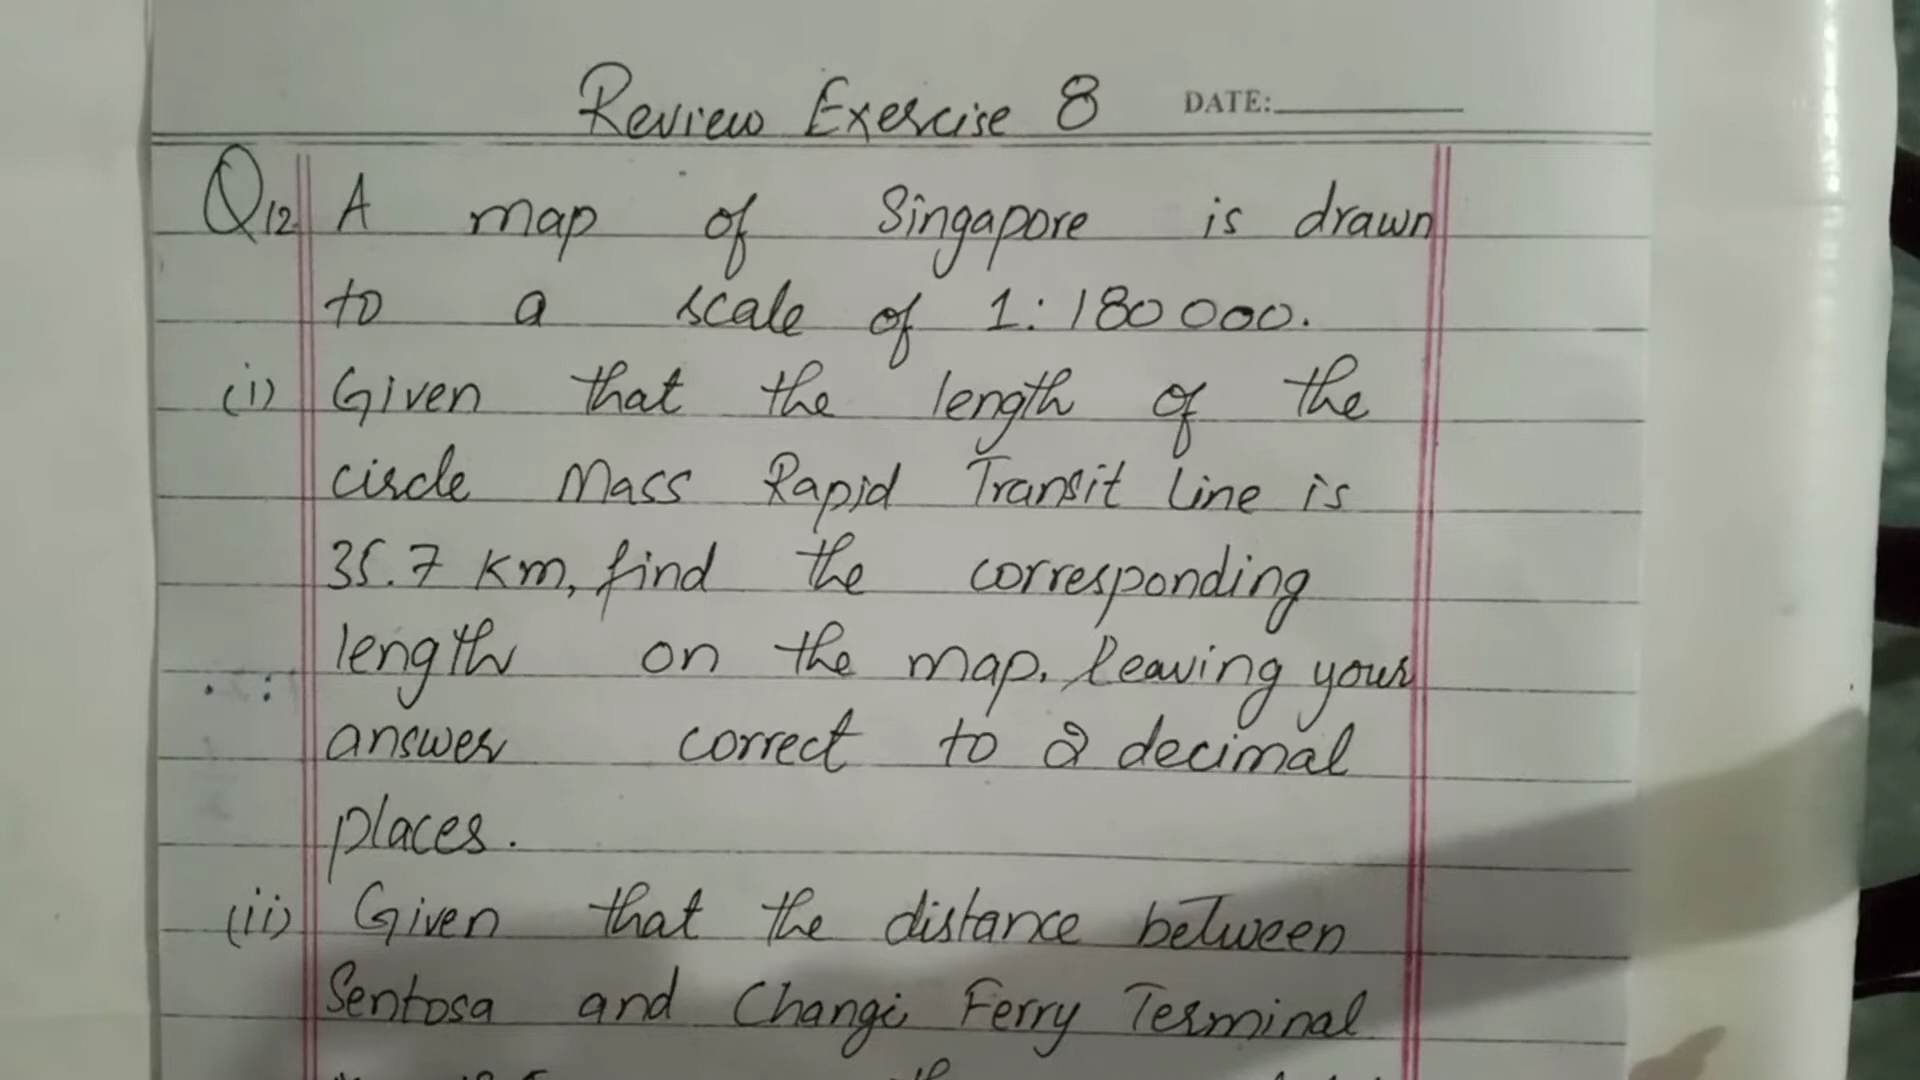 Review Exercise 8 DATE:
Q12 A map of Singapore is drawn
to a scale of 1:180 000.
(i) Given that the length of the
circle Mass Rapid Transit line is
35.7 km, find the corresponding
length on the map. leaving your
answer correct to 2 decimal
places.
(ii) Given that the distance between
Sentosa and Changi Ferry Terminal